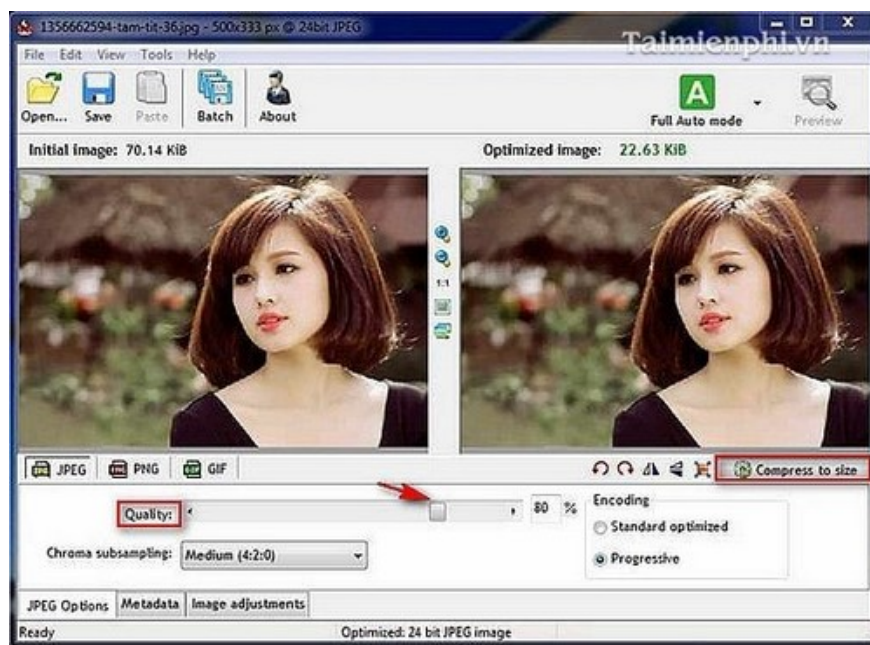 1356662594-tam-tit-36.jpg - 500x333 px @ 24bit JPEG
Taimienphi.vn
File Edit View Tools Help
Open... Save Paste Batch About Full Auto mode Preview
A
Initial image: 70.14 KiB Optimized image: 22.63 KiB
1:1
JPEG PNG GIF Compress to size
Quality: 80 % Encoding
Standard optimized
Chroma subsampling: Medium (4:2:0) Progressive
JPEG Options Metadata Image adjustments
Ready Optimized: 24 bit JPEG image